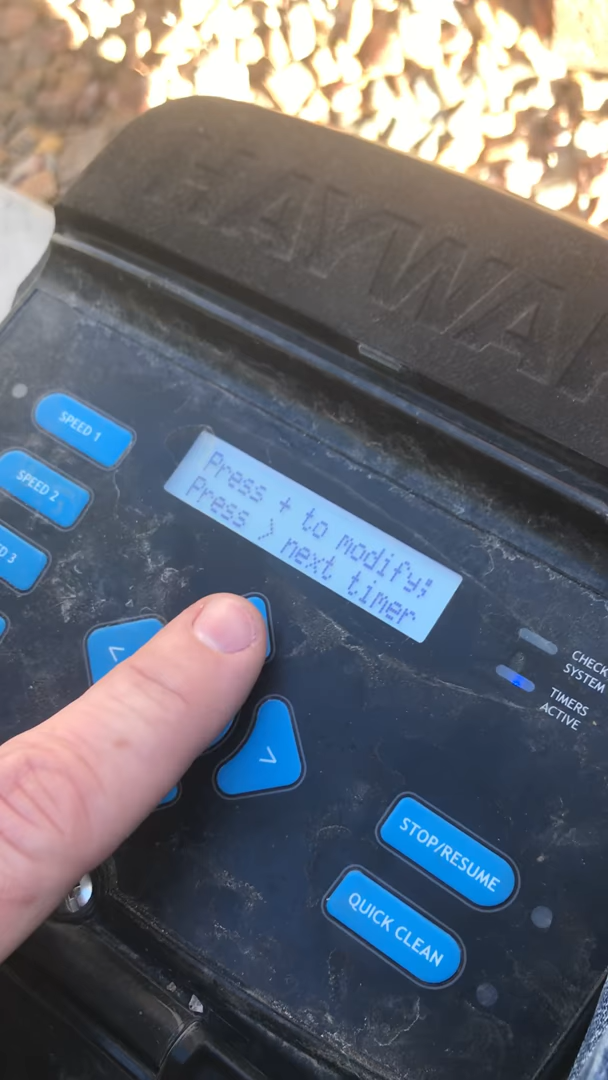 HAYWA
SPEED 1
SPEED 2
3
Press + to modify;
Press > next timer
<
>
CHECK
SYSTEM
TIMERS
ACTIVE
STOP/RESUME
QUICK CLEAN